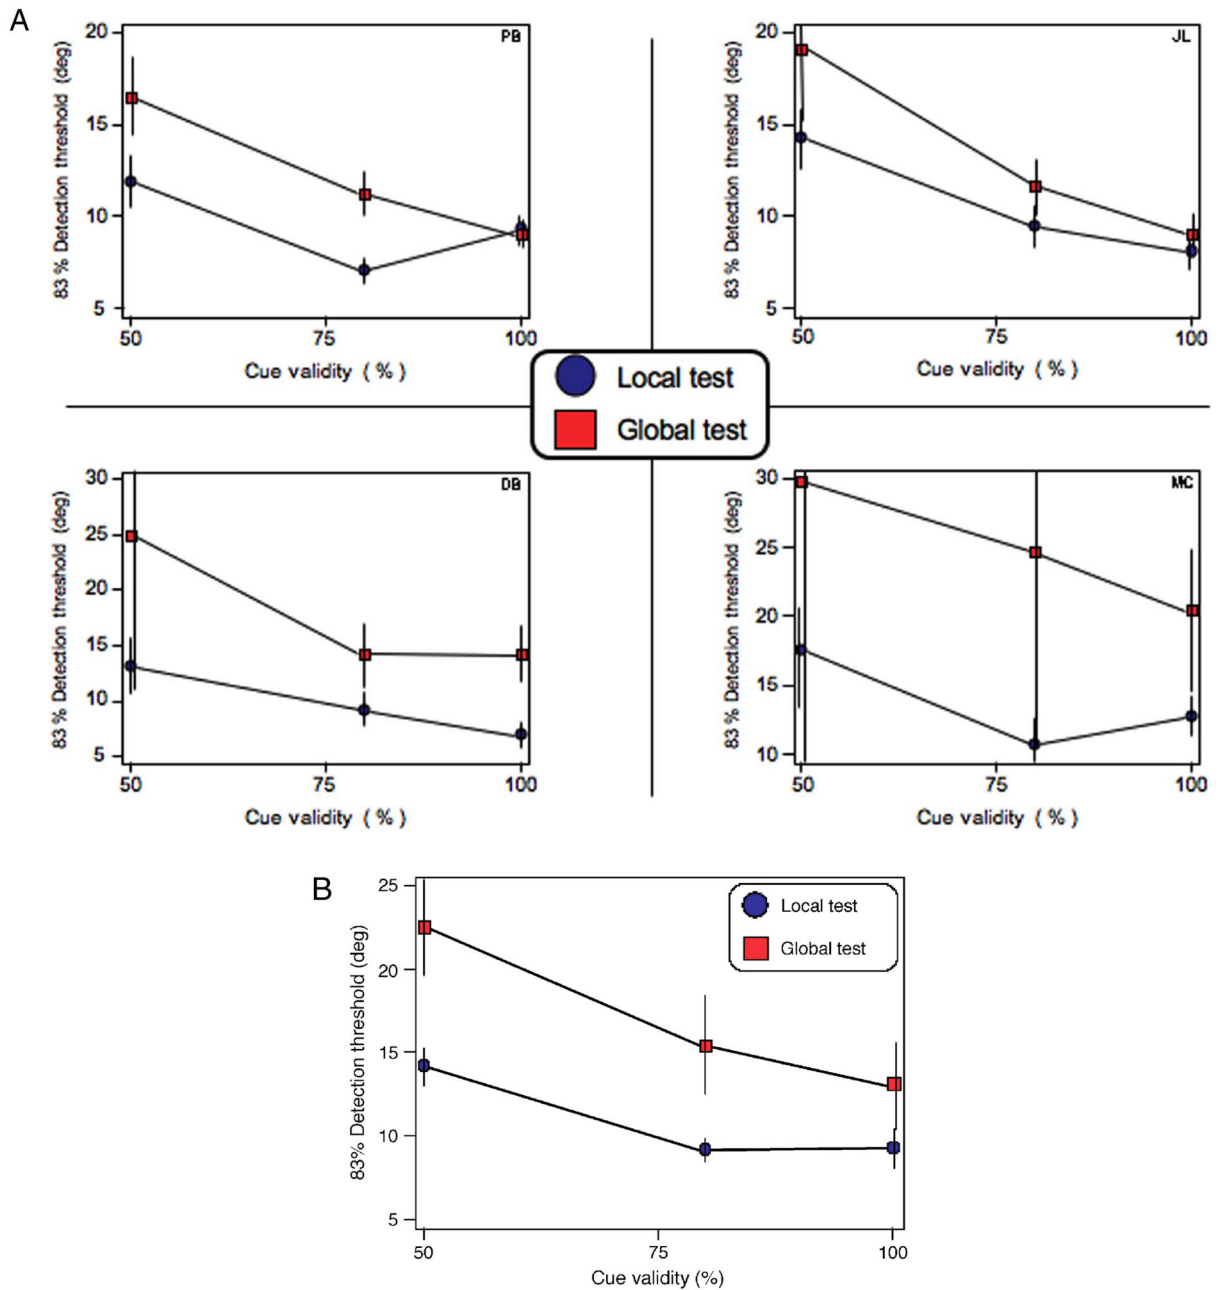 A
PB
83 % Detection threshold (deg)
20
15
10
5
50 75 100
Cue validity ( % )
JL
83 % Detection threshold (deg)
20
15
10
5
50 75 100
Cue validity ( % )
Local test
Global test
DB
83 % Detection threshold (deg)
30
25
20
15
10
5
50 75 100
Cue validity ( % )
MC
83 % Detection threshold (deg)
30
25
20
15
10
50 75 100
Cue validity ( % )
B
83% Detection threshold (deg)
25
20
15
10
5
Local test
Global test
50 75 100
Cue validity (%)